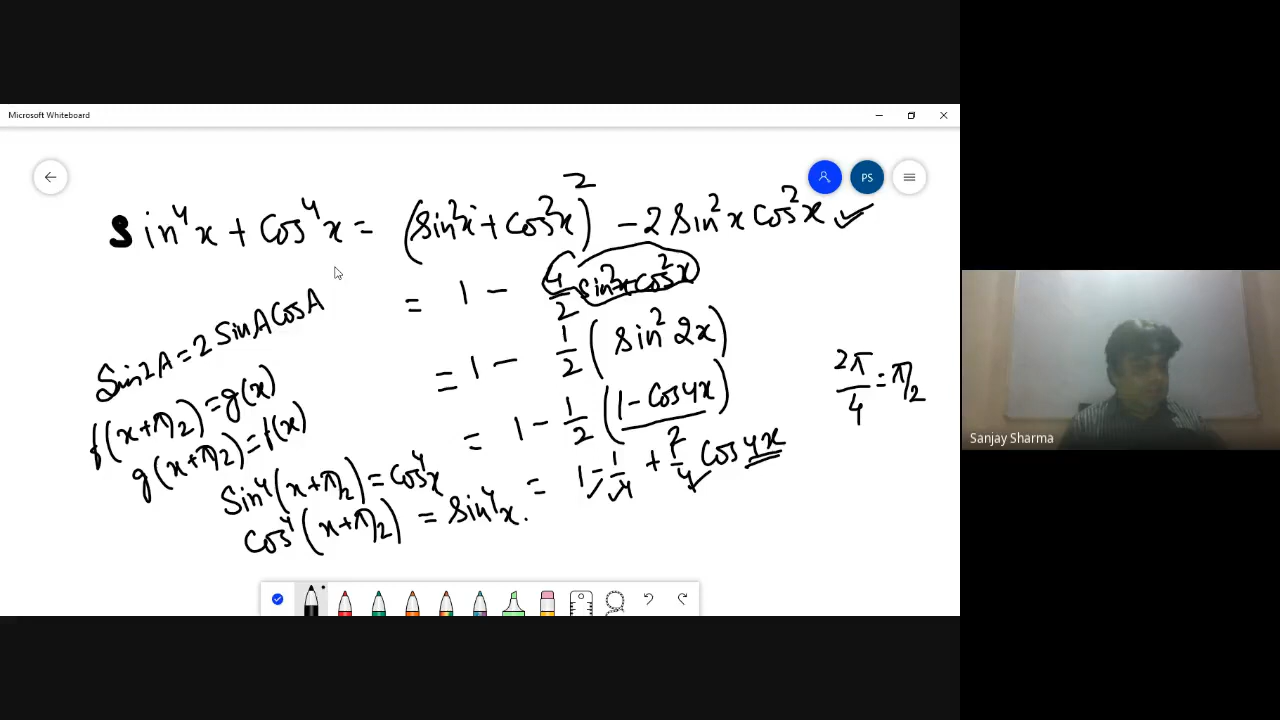 Microsoft Whiteboard
PS
sin⁴x + cos⁴x = (sin²x + cos²x)² − 2 sin²x cos²x ✓
= 1 − 4/2 sin²x cos²x
Sin2A = 2 SinA CosA
= 1 − 1/2 (sin² 2x)
2π/4 = π/2
f(x+π/2) = g(x)
= 1 − 1/2 (1 − cos4x)
g(x+π/2) = f(x)
Sin⁴(x+π/2) = cos⁴x
= 1 − 1/4 + /4 cos 4x
cos⁴(x+π/2) = sin⁴x.
Sanjay Sharma